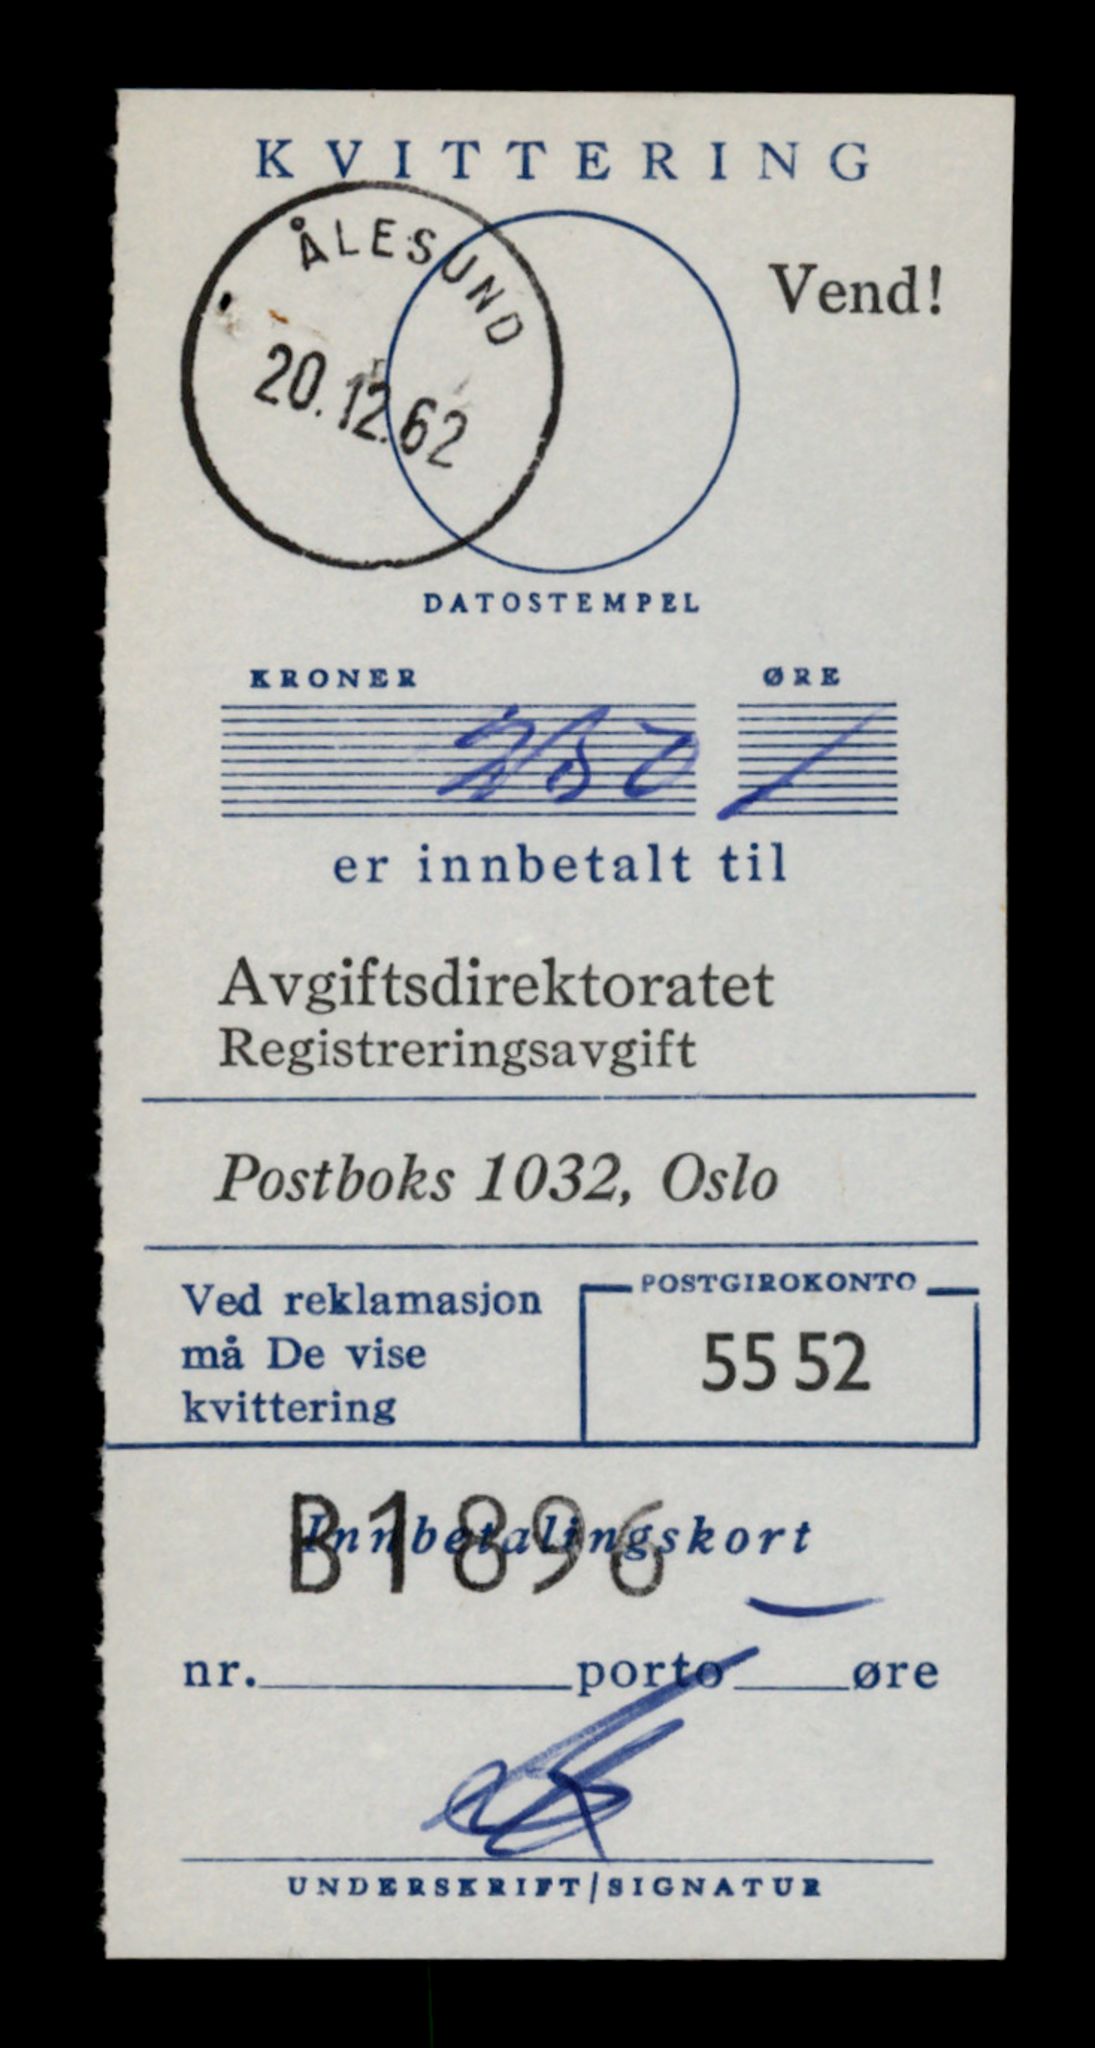 KVITTERING
ÅLESUND
Vend!
20.12.62
DATOSTEMPEL
KRONER ØRE
er innbetalt til
Avgiftsdirektoratet
Registreringsavgift
Postboks 1032, Oslo
Ved reklamasjon
må De vise
kvittering
POSTGIROKONTO
55 52
B1896
Innbetalingskort
nr. porto øre
UNDERSKRIFT/SIGNATUR